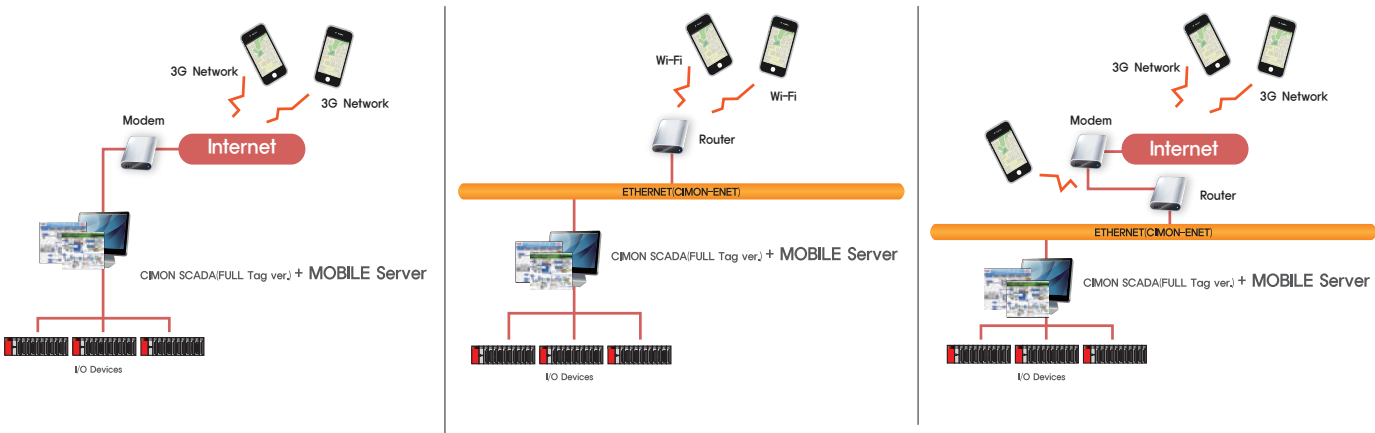 3G Network
3G Network
Modem
Internet
CIMON SCADA(FULL Tag ver.) + MOBILE Server
I/O Devices
Wi-Fi
Wi-Fi
Router
ETHERNET(CIMON-ENET)
CIMON SCADA(FULL Tag ver.) + MOBILE Server
I/O Devices
3G Network
3G Network
Modem
Internet
Router
ETHERNET(CIMON-ENET)
CIMON SCADA(FULL Tag ver.) + MOBILE Server
I/O Devices